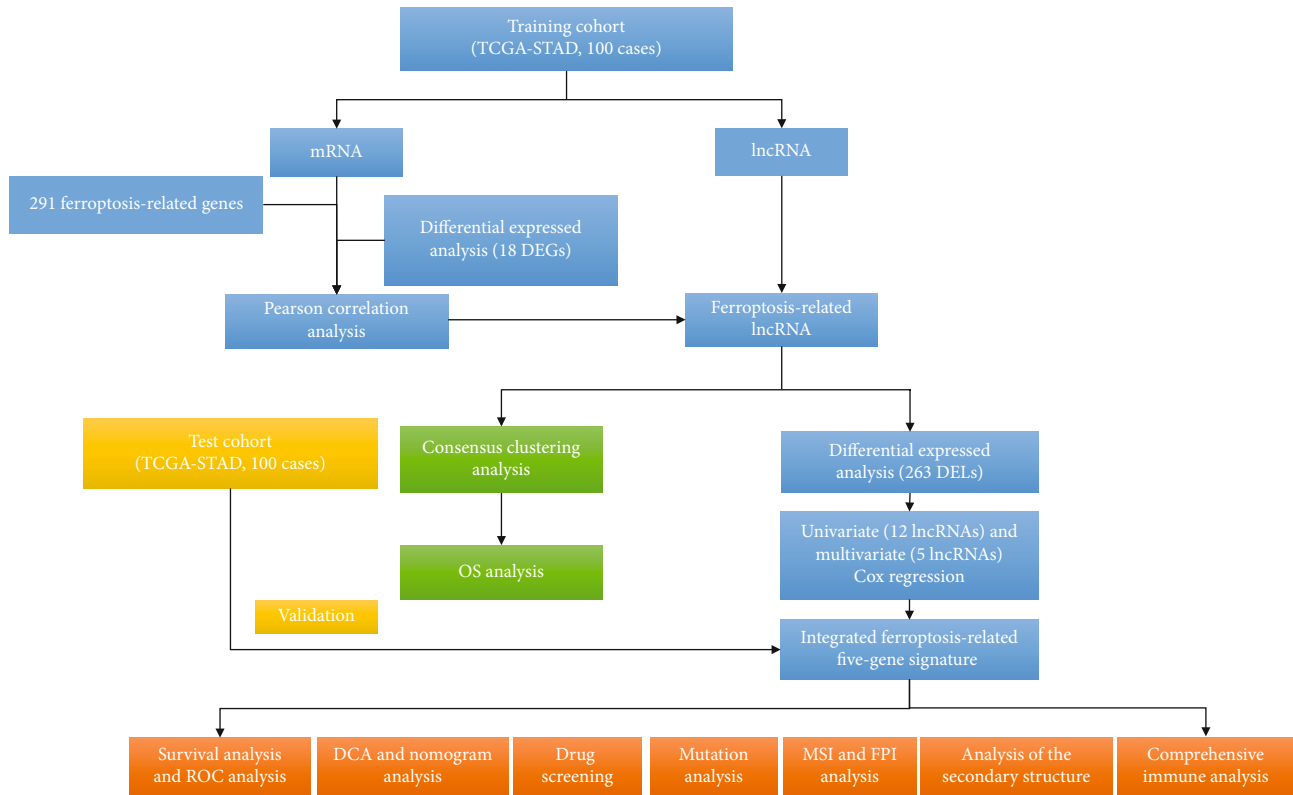 Training cohort
(TCGA-STAD, 100 cases)
mRNA
lncRNA
291 ferroptosis-related genes
Differential expressed
analysis (18 DEGs)
Pearson correlation
analysis
Ferroptosis-related
lncRNA
Test cohort
(TCGA-STAD, 100 cases)
Consensus clustering
analysis
Differential expressed
analysis (263 DELs)
Univariate (12 lncRNAs) and
multivariate (5 lncRNAs)
Cox regression
OS analysis
Validation
Integrated ferroptosis-related
five-gene signature
Survival analysis
and ROC analysis
DCA and nomogram
analysis
Drug
screening
Mutation
analysis
MSI and FPI
analysis
Analysis of the
secondary structure
Comprehensive
immune analysis